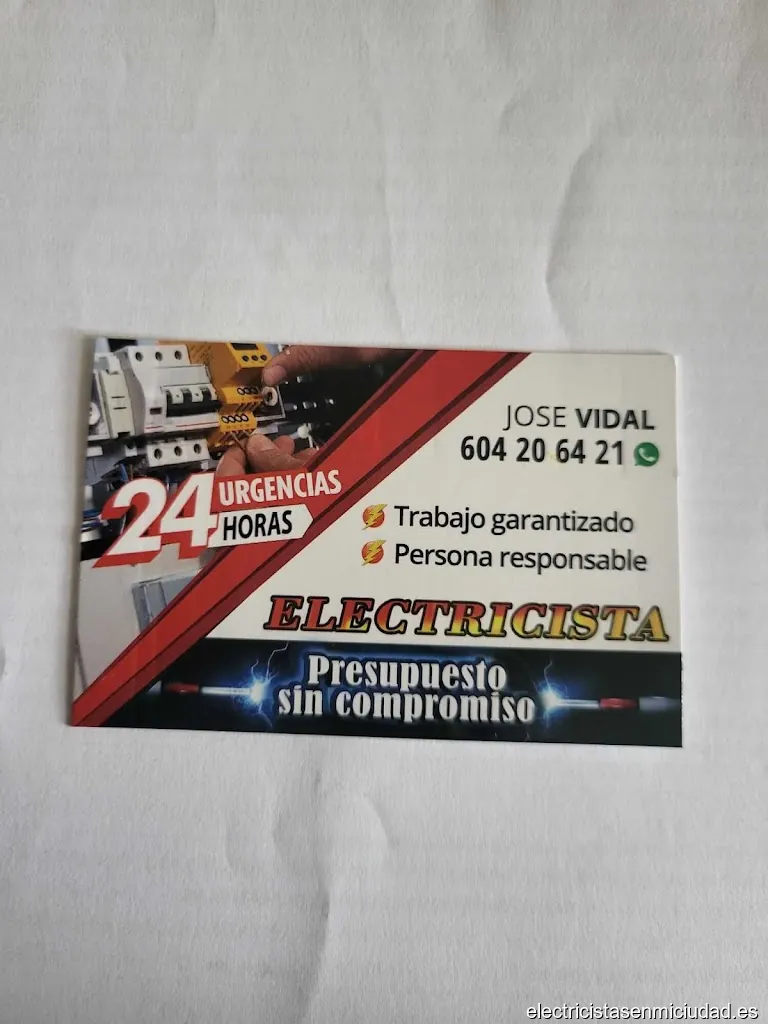 JOSE VIDAL
604 20 64 21
24 URGENCIAS
HORAS
Trabajo garantizado
Persona responsable
ELECTRICISTA
Presupuesto
sin compromiso
electricistasenmiciudad.es